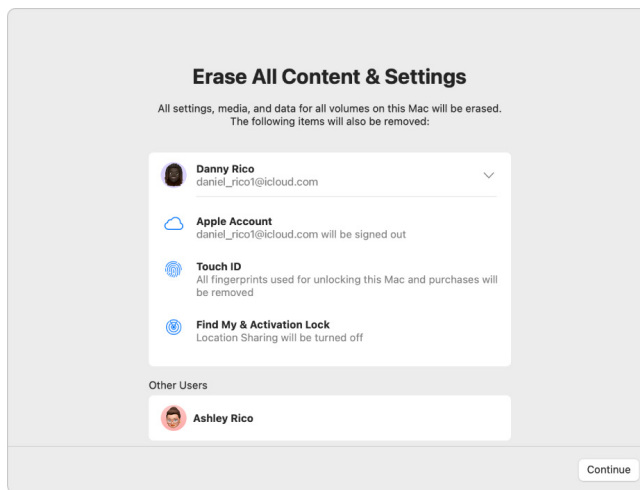 Erase All Content & Settings
All settings, media, and data for all volumes on this Mac will be erased.
The following items will also be removed:
Danny Rico
daniel_rico1@icloud.com
Apple Account
daniel_rico1@icloud.com will be signed out
Touch ID
All fingerprints used for unlocking this Mac and purchases will
be removed
Find My & Activation Lock
Location Sharing will be turned off
Other Users
Ashley Rico
Continue